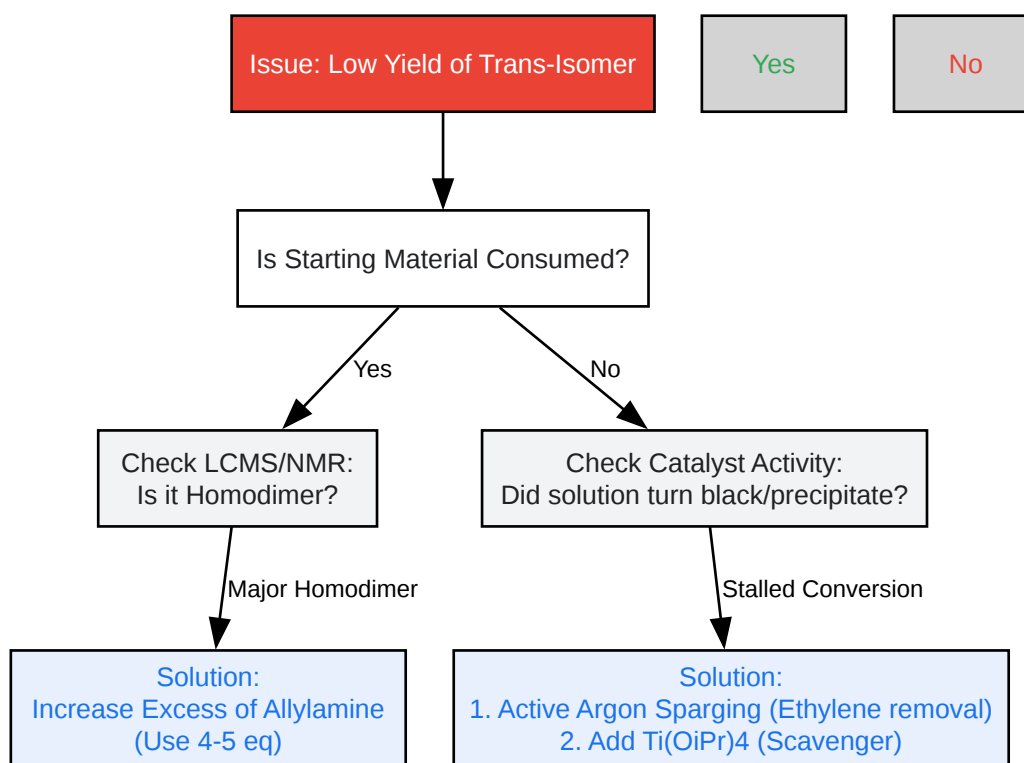 Issue: Low Yield of Trans-Isomer
Yes
No
Is Starting Material Consumed?
Yes
No
Check LCMS/NMR:
Is it Homodimer?
Check Catalyst Activity:
Did solution turn black/precipitate?
Major Homodimer
Stalled Conversion
Solution:
Increase Excess of Allylamine
(Use 4-5 eq)
Solution:
1. Active Argon Sparging (Ethylene removal)
2. Add Ti(OiPr)4 (Scavenger)